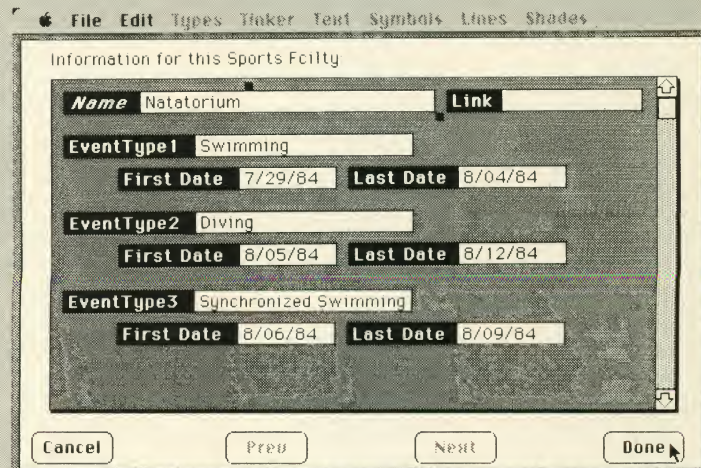 File Edit Types Tinker Text Symbols Lines Shades
Information for this Sports Fcilty
Name Natatorium Link
EventType1 Swimming
First Date 7/29/84 Last Date 8/04/84
EventType2 Diving
First Date 8/05/84 Last Date 8/12/84
EventType3 Synchronized Swimming
First Date 8/06/84 Last Date 8/09/84
Cancel Prev Next Done